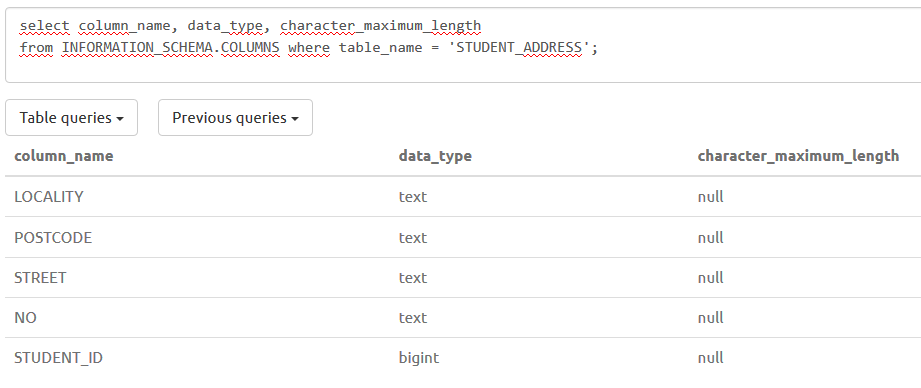 select column_name, data_type, character_maximum_length
from INFORMATION_SCHEMA.COLUMNS where table_name = 'STUDENT_ADDRESS';
Table queries Previous queries
column_name data_type character_maximum_length
LOCALITY text null
POSTCODE text null
STREET text null
NO text null
STUDENT_ID bigint null